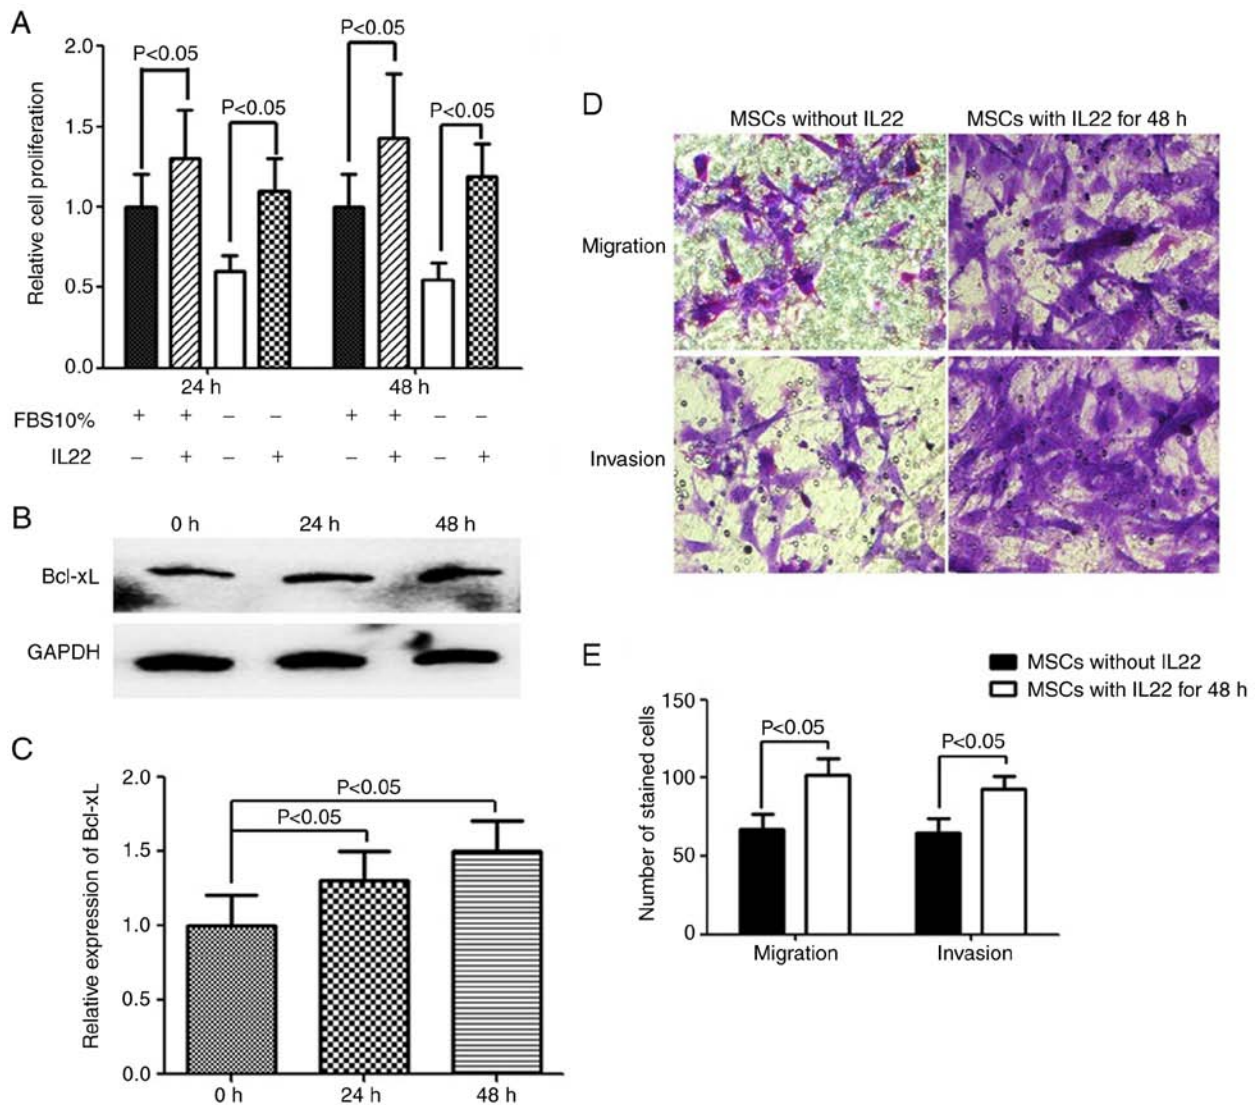 A
P<0.05
P<0.05
P<0.05
P<0.05
2.0
1.5
1.0
0.5
0.0
Relative cell proliferation
24 h 48 h
FBS10% + + − − + + − −
IL22 − + − + − + − +
B
0 h 24 h 48 h
Bcl-xL
GAPDH
C
2.0
1.5
1.0
0.5
0.0
Relative expression of Bcl-xL
P<0.05
P<0.05
0 h 24 h 48 h
D
MSCs without IL22 MSCs with IL22 for 48 h
Migration
Invasion
E
MSCs without IL22
MSCs with IL22 for 48 h
150
100
50
0
Number of stained cells
P<0.05
P<0.05
Migration Invasion